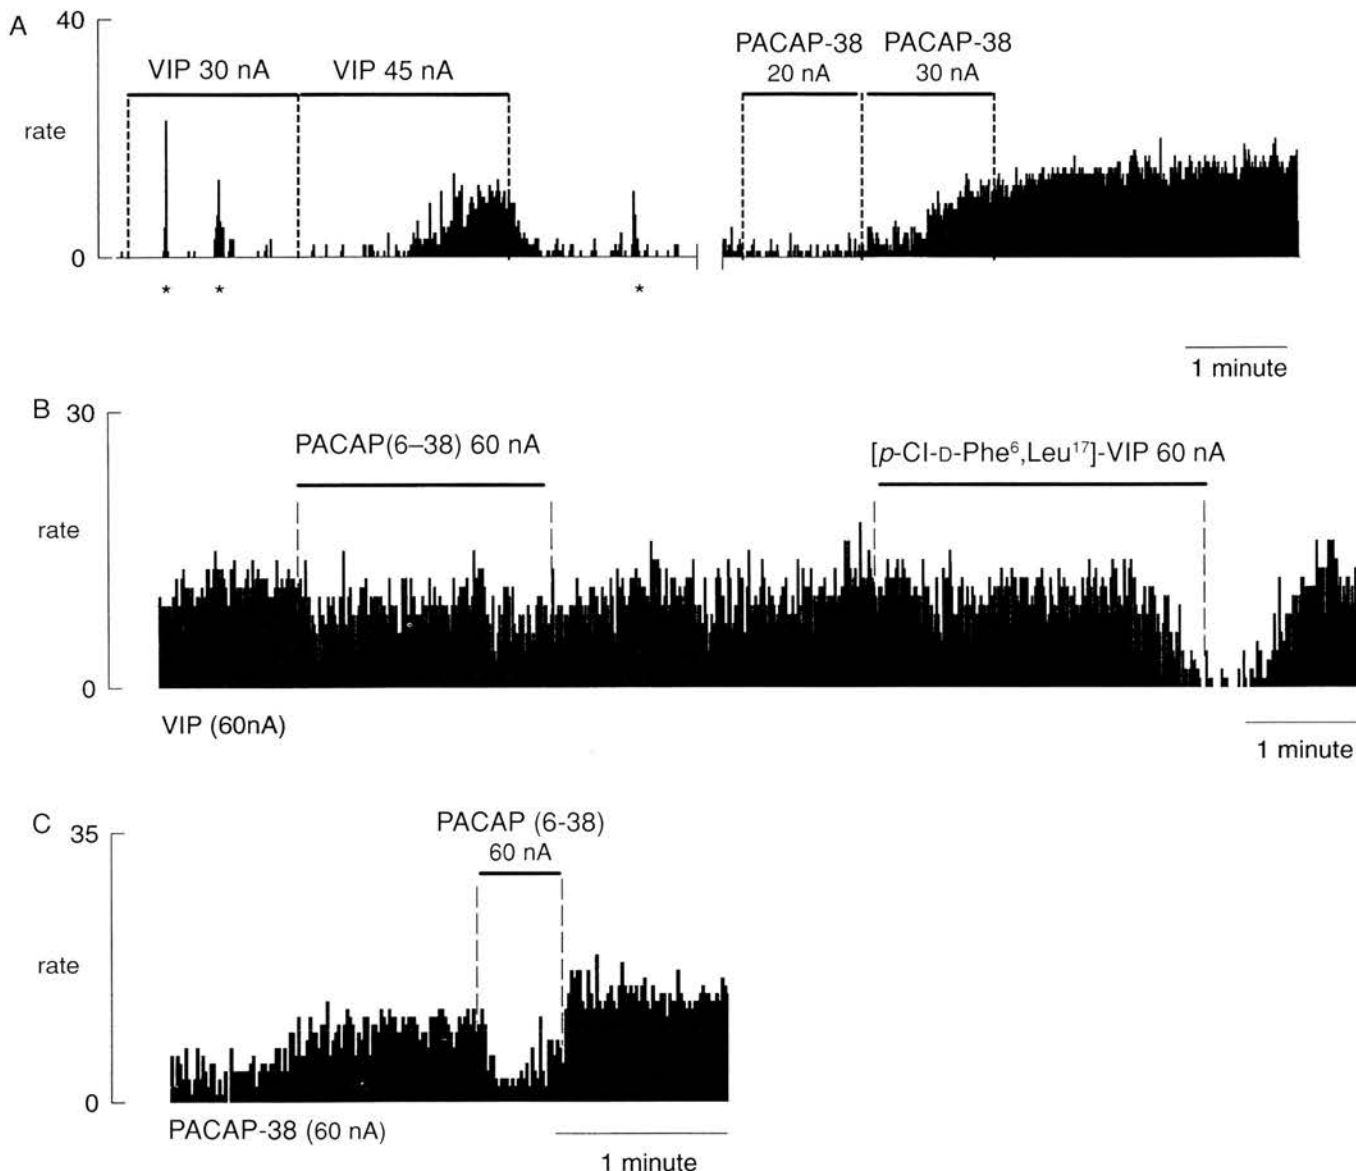 A
40
VIP 30 nA
VIP 45 nA
PACAP-38
20 nA
PACAP-38
30 nA
rate
0
* * *
1 minute
B
30
PACAP(6–38) 60 nA
[p-CI-D-Phe⁶,Leu¹⁷]-VIP 60 nA
rate
0
VIP (60nA)
1 minute
C
35
PACAP (6-38)
60 nA
rate
0
PACAP-38 (60 nA)
1 minute